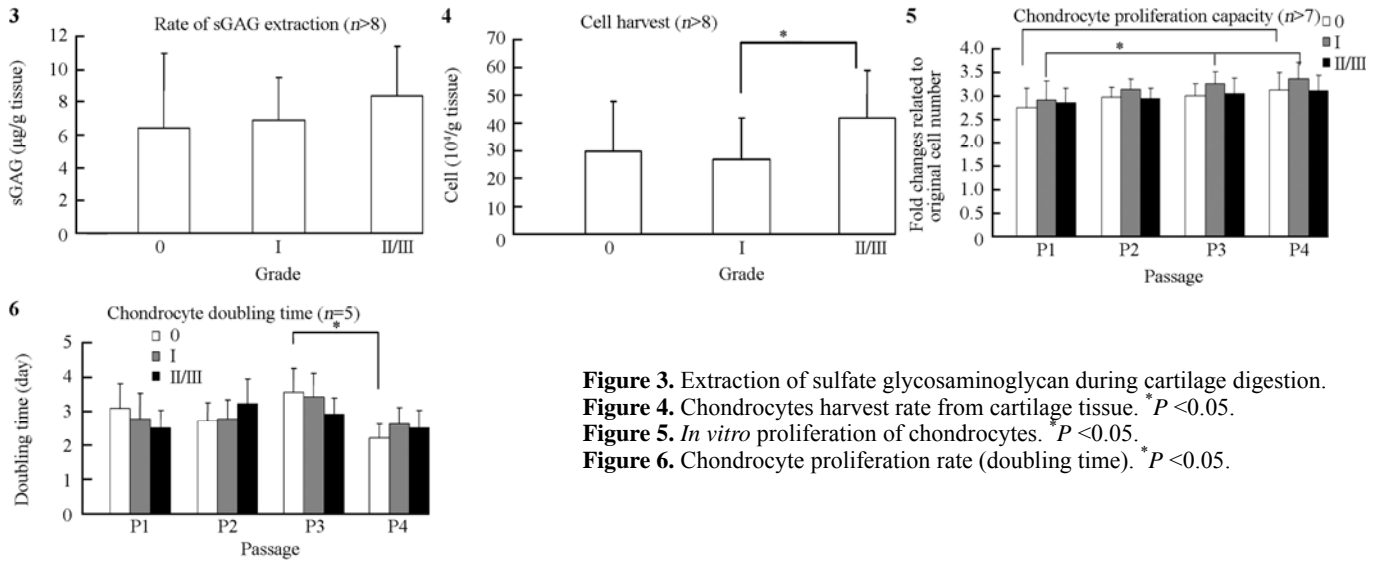 3
Rate of sGAG extraction (n>8)
12
10
8
6
4
2
0
sGAG (μg/g tissue)
0 I II/III
Grade
4
Cell harvest (n>8)
*
70
60
50
40
30
20
10
0
Cell (10⁴/g tissue)
0 I II/III
Grade
5
Chondrocyte proliferation capacity (n>7)
0
I
II/III
*
4.0
3.5
3.0
2.5
2.0
1.5
1.0
0.5
0
Fold changes related to
original cell number
P1 P2 P3 P4
Passage
6
Chondrocyte doubling time (n=5)
*
0
I
II/III
6
5
4
3
2
1
0
Doubling time (day)
P1 P2 P3 P4
Passage
Figure 3. Extraction of sulfate glycosaminoglycan during cartilage digestion.
Figure 4. Chondrocytes harvest rate from cartilage tissue. *P <0.05.
Figure 5. In vitro proliferation of chondrocytes. *P <0.05.
Figure 6. Chondrocyte proliferation rate (doubling time). *P <0.05.